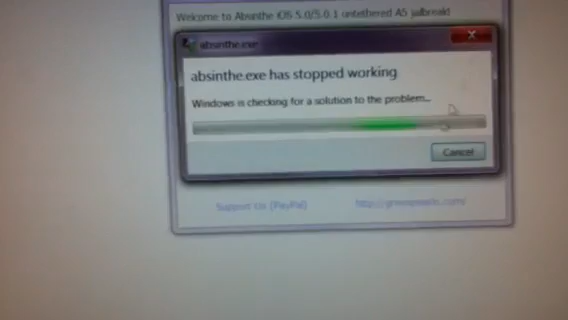 Welcome to Absinthe iOS 5.0/5.0.1 untethered A5 jailbreak!
absinthe.exe
absinthe.exe has stopped working
Windows is checking for a solution to the problem...
Cancel
Support Us (PayPal)